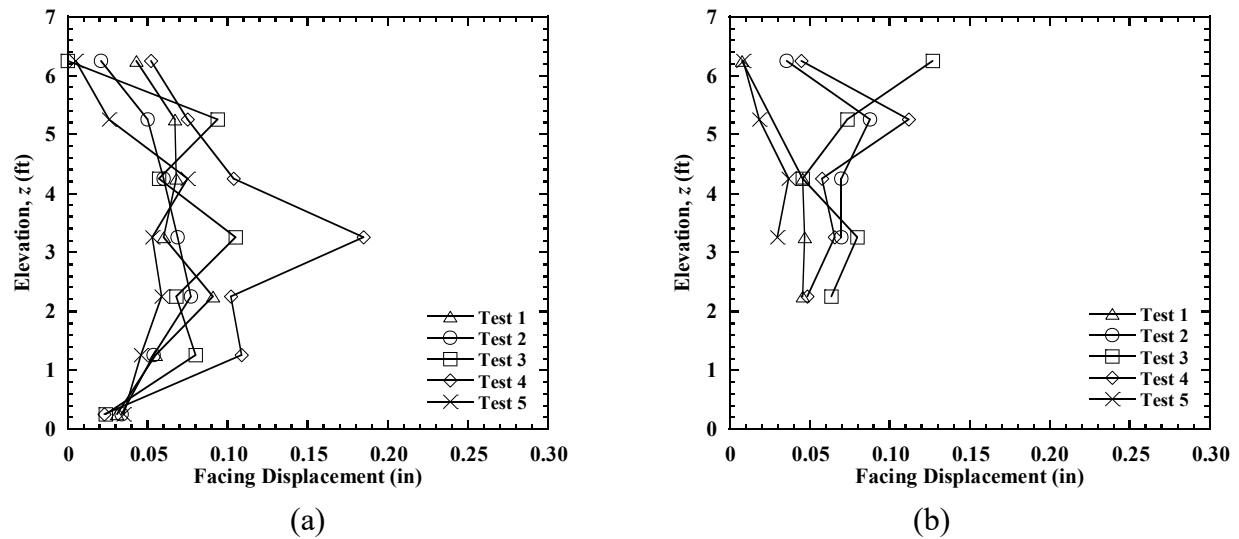 7
6
5
4
3
2
1
0
Elevation, z (ft)
0 0.05 0.10 0.15 0.20 0.25 0.30
Facing Displacement (in)
Test 1
Test 2
Test 3
Test 4
Test 5
(a)
7
6
5
4
3
2
1
0
Elevation, z (ft)
0 0.05 0.10 0.15 0.20 0.25 0.30
Facing Displacement (in)
Test 1
Test 2
Test 3
Test 4
Test 5
(b)